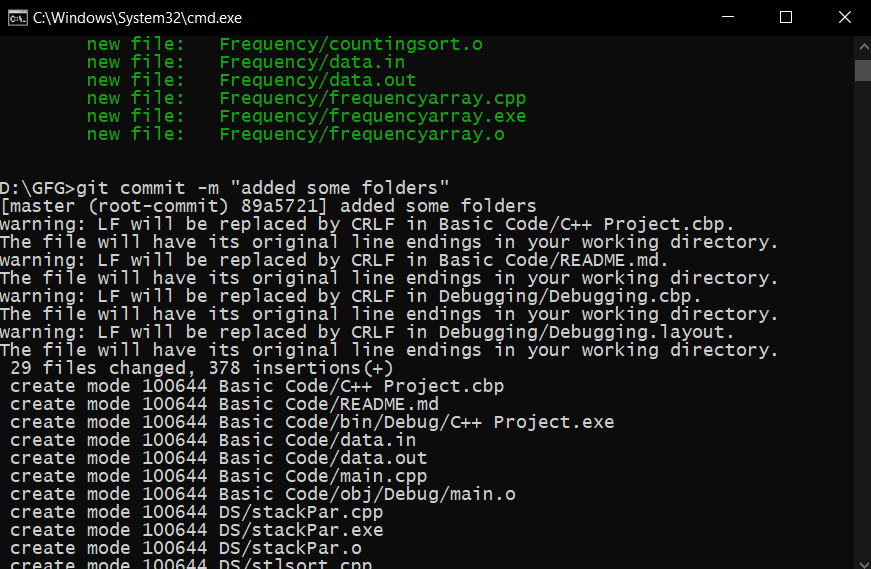 C:\Windows\System32\cmd.exe
new file:   Frequency/countingsort.o
new file:   Frequency/data.in
new file:   Frequency/data.out
new file:   Frequency/frequencyarray.cpp
new file:   Frequency/frequencyarray.exe
new file:   Frequency/frequencyarray.o
D:\GFG>git commit -m "added some folders"
[master (root-commit) 89a5721] added some folders
warning: LF will be replaced by CRLF in Basic Code/C++ Project.cbp.
The file will have its original line endings in your working directory.
warning: LF will be replaced by CRLF in Basic Code/README.md.
The file will have its original line endings in your working directory.
warning: LF will be replaced by CRLF in Debugging/Debugging.cbp.
The file will have its original line endings in your working directory.
warning: LF will be replaced by CRLF in Debugging/Debugging.layout.
The file will have its original line endings in your working directory.
 29 files changed, 378 insertions(+)
 create mode 100644 Basic Code/C++ Project.cbp
 create mode 100644 Basic Code/README.md
 create mode 100644 Basic Code/bin/Debug/C++ Project.exe
 create mode 100644 Basic Code/data.in
 create mode 100644 Basic Code/data.out
 create mode 100644 Basic Code/main.cpp
 create mode 100644 Basic Code/obj/Debug/main.o
 create mode 100644 DS/stackPar.cpp
 create mode 100644 DS/stackPar.exe
 create mode 100644 DS/stackPar.o
 create mode 100644 DS/stlsort.cpp